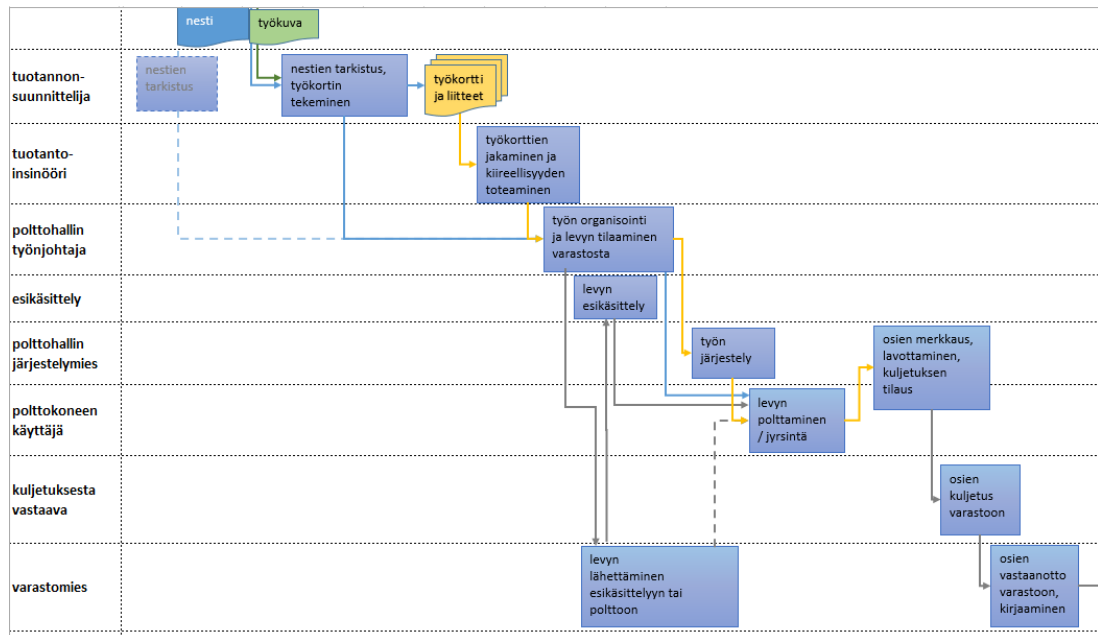 nesti
työkuva
tuotannon-
suunnittelija
nestien
tarkistus
nestien tarkistus,
työkortin
tekeminen
työkortti
ja liitteet
tuotanto-
insinööri
työkorttien
jakaminen ja
kiireellisyyden
toteaminen
polttohallin
työnjohtaja
työn organisointi
ja levyn tilaaminen
varastosta
esikäsittely
levyn
esikäsittely
polttohallin
järjestelymies
työn
järjestely
osien merkkaus,
lavottaminen,
kuljetuksen
tilaus
polttokoneen
käyttäjä
levyn
polttaminen
/ jyrsintä
kuljetuksesta
vastaava
osien
kuljetus
varastoon
varastomies
levyn
lähettäminen
esikäsittelyyn tai
polttoon
osien
vastaanotto
varastoon,
kirjaaminen